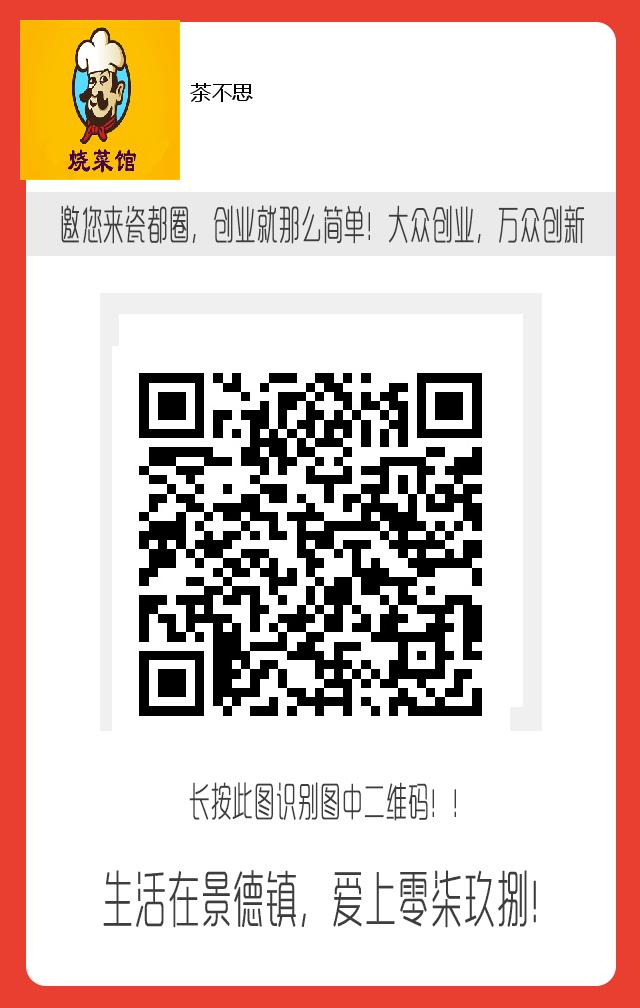 茶不思
烧菜馆
邀您来瓷都圈，创业就那么简单！大众创业，万众创新
长按此图识别图中二维码！！
生活在景德镇，爱上零柒玖捌！